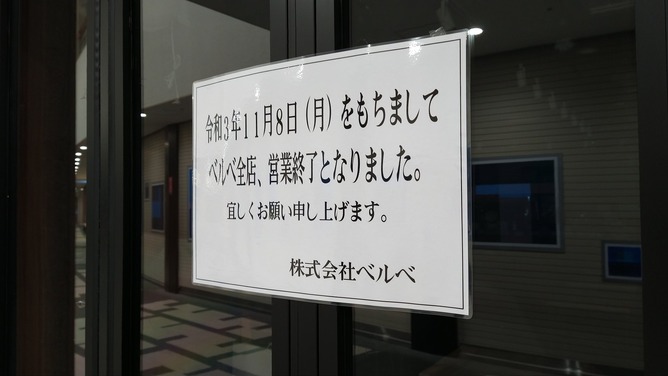 令和3年11月8日（月）をもちまして
ベルベ全店、営業終了となりました。
宜しくお願い申し上げます。
株式会社ベルベ